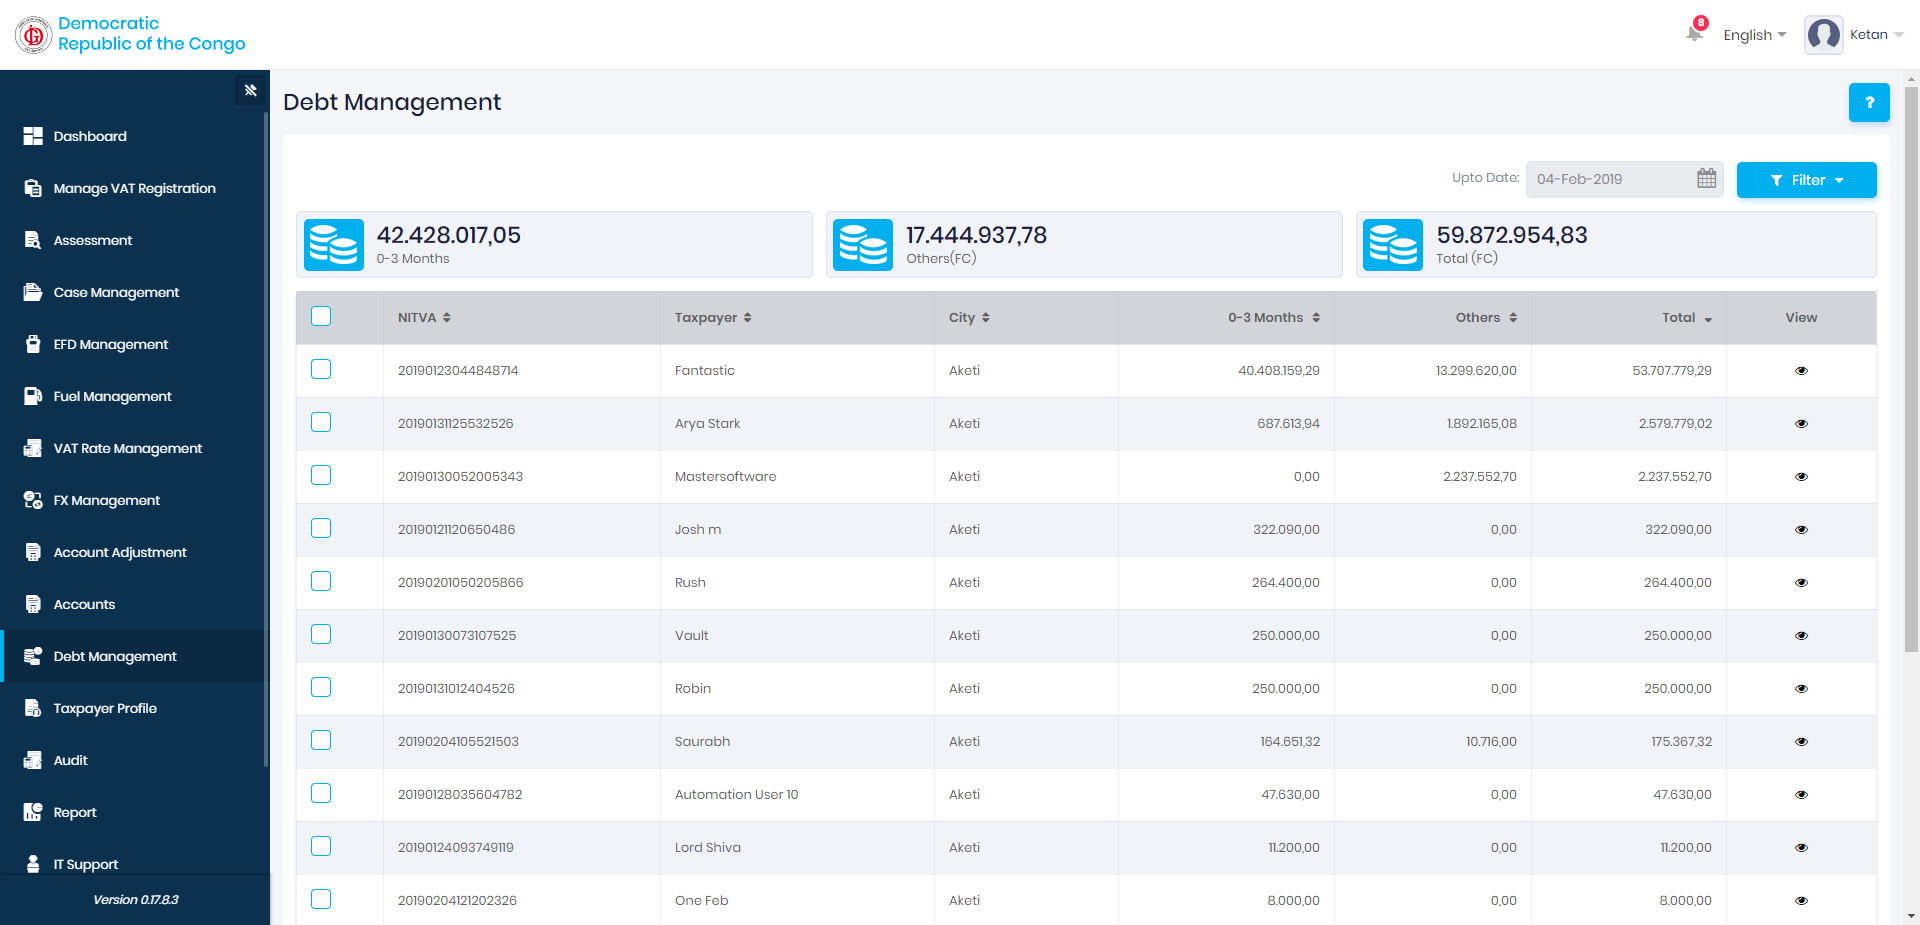 Democratic
Republic of the Congo
8
English
Ketan
Dashboard
Manage VAT Registration
Assessment
Case Management
EFD Management
Fuel Management
VAT Rate Management
FX Management
Account Adjustment
Accounts
Debt Management
Taxpayer Profile
Audit
Report
IT Support
Version 0.17.8.3
Debt Management
?
Upto Date: 04-Feb-2019 Filter
42.428.017,05
0-3 Months
17.444.937,78
Others(FC)
59.872.954,83
Total (FC)
NITVA Taxpayer City 0-3 Months Others Total View
20190123044848714 Fantastic Aketi 40.408.159,29 13.299.620,00 53.707.779,29
20190131125532526 Arya Stark Aketi 687.613,94 1.892.165,08 2.579.779,02
20190130052005343 Mastersoftware Aketi 0,00 2.237.552,70 2.237.552,70
20190121120650486 Josh m Aketi 322.090,00 0,00 322.090,00
20190201050205866 Rush Aketi 264.400,00 0,00 264.400,00
20190130073107525 Vault Aketi 250.000,00 0,00 250.000,00
20190131012404526 Robin Aketi 250.000,00 0,00 250.000,00
20190204105521503 Saurabh Aketi 164.651,32 10.716,00 175.367,32
20190128035604782 Automation User 10 Aketi 47.630,00 0,00 47.630,00
20190124093749119 Lord Shiva Aketi 11.200,00 0,00 11.200,00
20190204121202326 One Feb Aketi 8.000,00 0,00 8.000,00